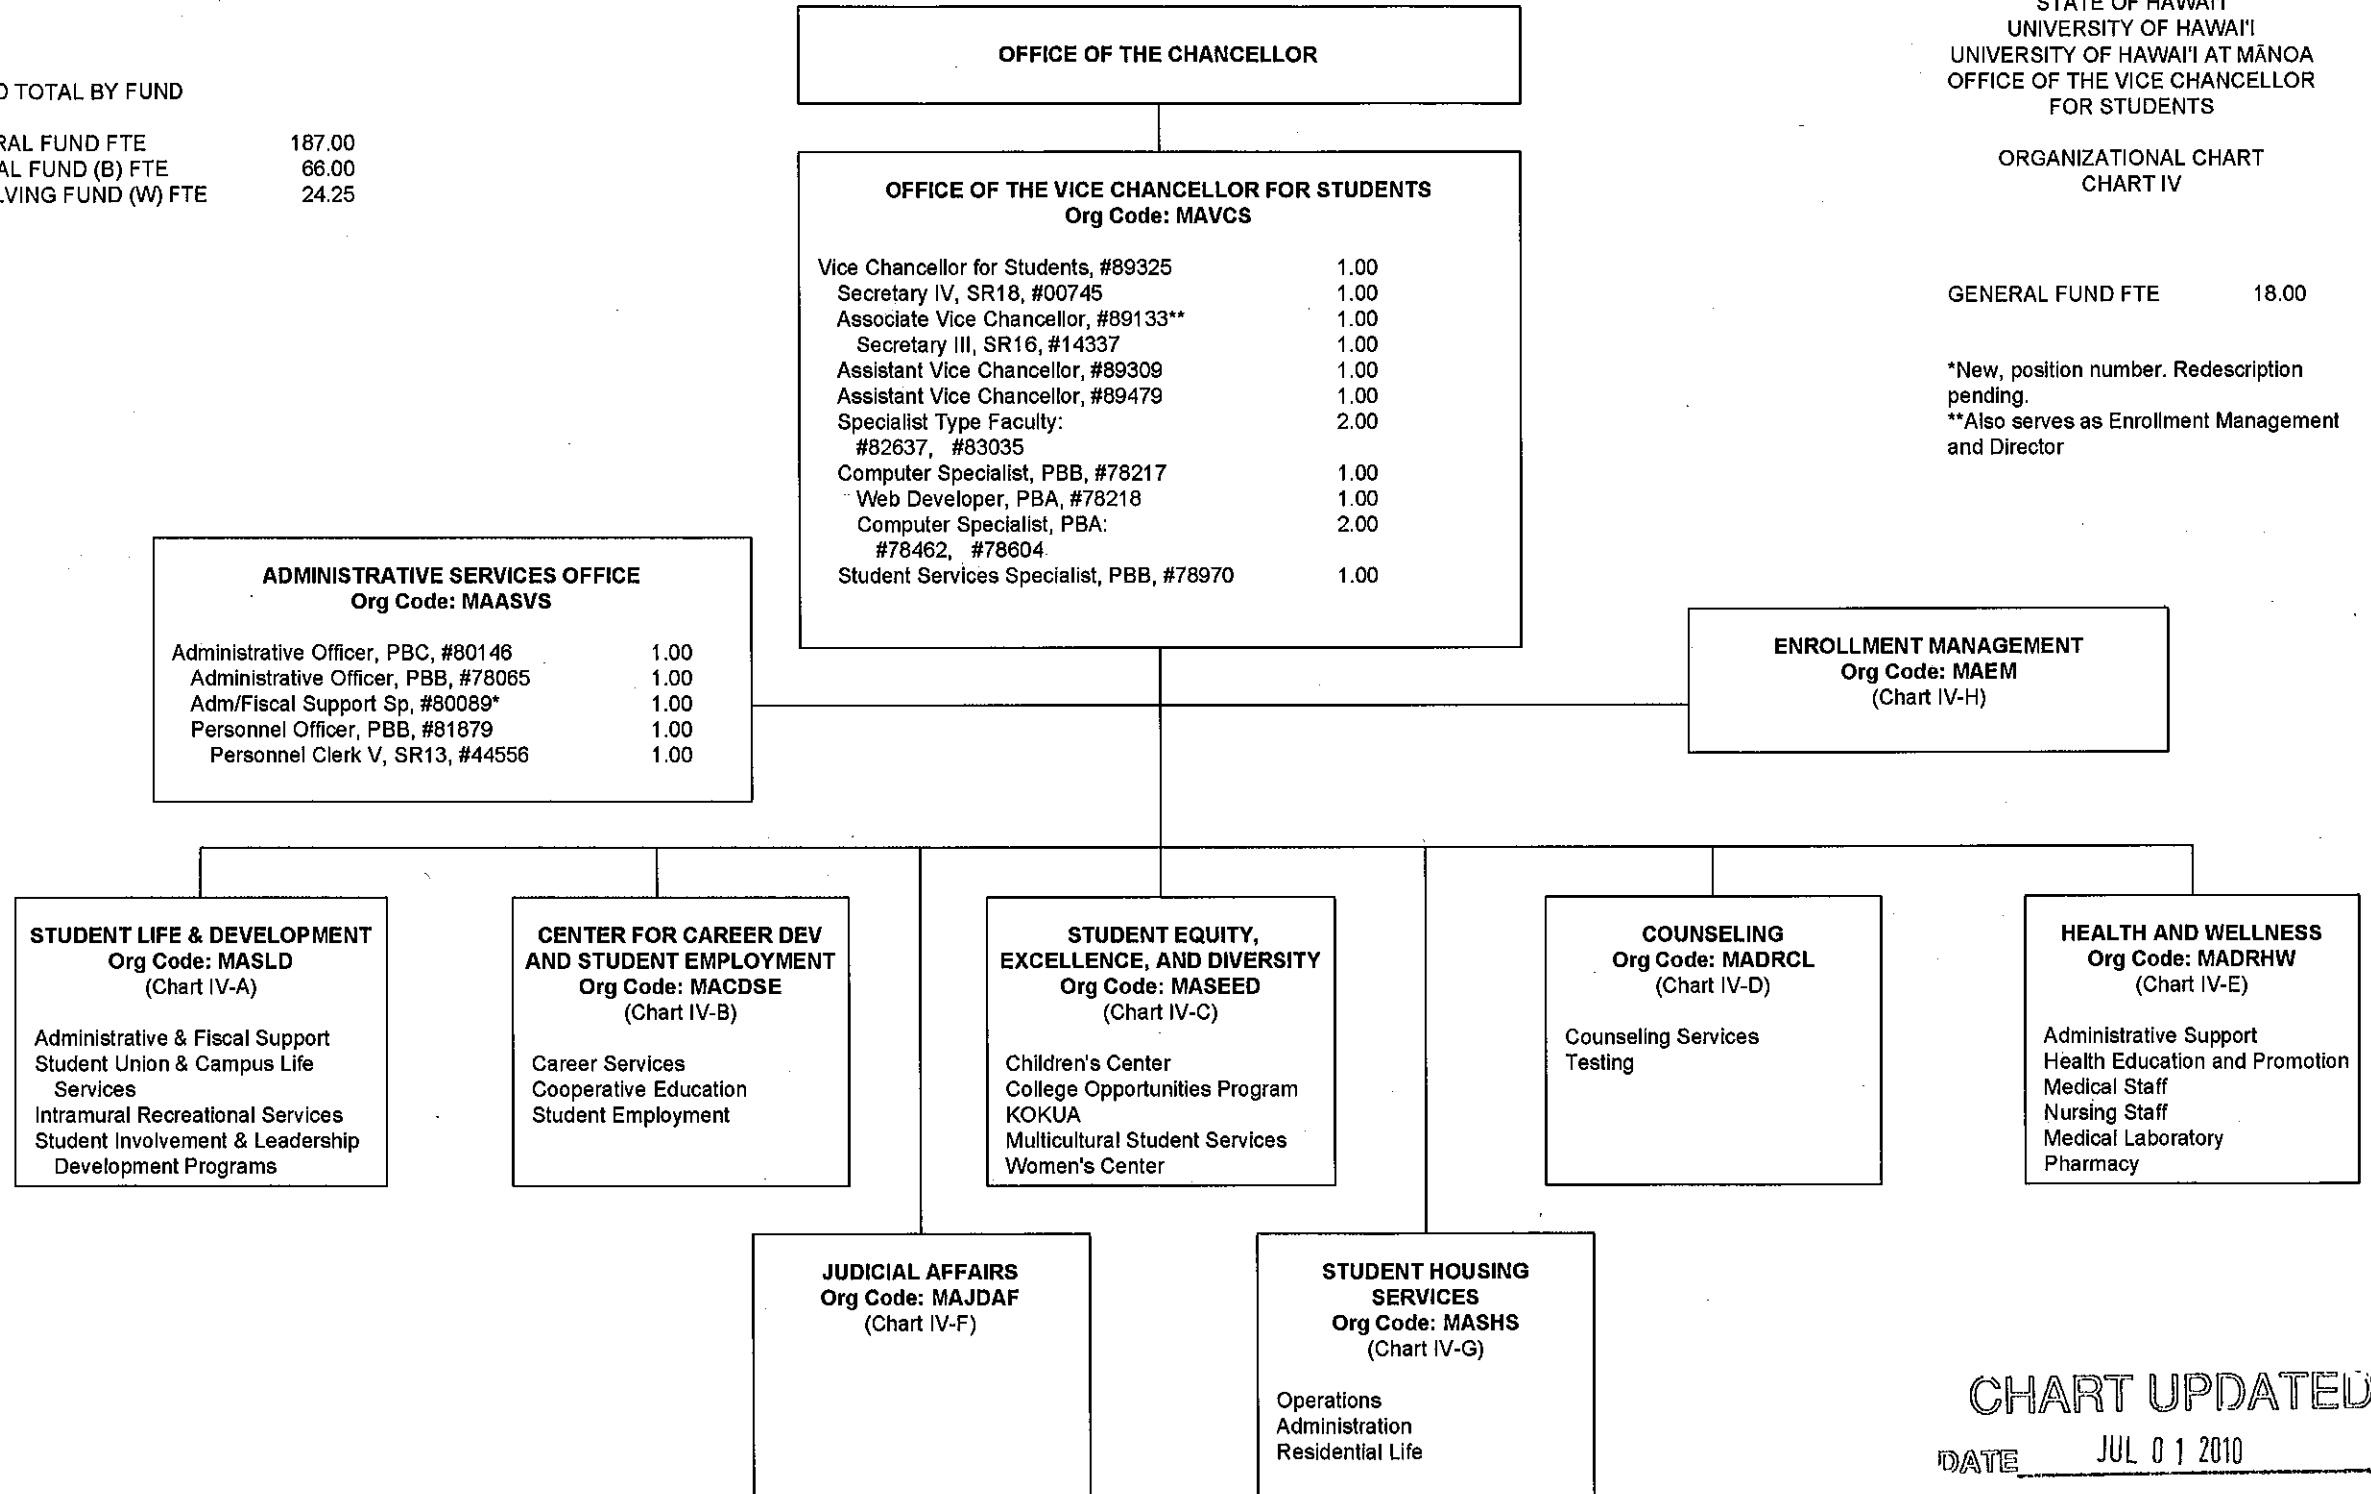 OFFICE OF THE CHANCELLOR
STATE OF HAWAI'I
UNIVERSITY OF HAWAI'I
UNIVERSITY OF HAWAI'I AT MĀNOA
OFFICE OF THE VICE CHANCELLOR
FOR STUDENTS
ORGANIZATIONAL CHART
CHART IV
GENERAL FUND FTE 18.00
*New, position number. Redescription
pending.
**Also serves as Enrollment Management
and Director
TOTAL BY FUND
FUND FTE 187.00
FUND (B) FTE 66.00
FUND (W) FTE 24.25
OFFICE OF THE VICE CHANCELLOR FOR STUDENTS
Org Code: MAVCS
Vice Chancellor for Students, #89325 1.00
Secretary IV, SR18, #00745 1.00
Associate Vice Chancellor, #89133** 1.00
Secretary III, SR16, #14337 1.00
Assistant Vice Chancellor, #89309 1.00
Assistant Vice Chancellor, #89479 1.00
Specialist Type Faculty: 2.00
#82637, #83035
Computer Specialist, PBB, #78217 1.00
Web Developer, PBA, #78218 1.00
Computer Specialist, PBA: 2.00
#78462, #78604
Student Services Specialist, PBB, #78970 1.00
ADMINISTRATIVE SERVICES OFFICE
Org Code: MAASVS
Administrative Officer, PBC, #80146 1.00
Administrative Officer, PBB, #78065 1.00
Adm/Fiscal Support Sp, #80089* 1.00
Personnel Officer, PBB, #81879 1.00
Personnel Clerk V, SR13, #44556 1.00
ENROLLMENT MANAGEMENT
Org Code: MAEM
(Chart IV-H)
STUDENT LIFE & DEVELOPMENT
Org Code: MASLD
(Chart IV-A)
Administrative & Fiscal Support
Student Union & Campus Life
Services
Intramural Recreational Services
Student Involvement & Leadership
Development Programs
CENTER FOR CAREER DEV
AND STUDENT EMPLOYMENT
Org Code: MACDSE
(Chart IV-B)
Career Services
Cooperative Education
Student Employment
STUDENT EQUITY,
EXCELLENCE, AND DIVERSITY
Org Code: MASEED
(Chart IV-C)
Children's Center
College Opportunities Program
KOKUA
Multicultural Student Services
Women's Center
COUNSELING
Org Code: MADRCL
(Chart IV-D)
Counseling Services
Testing
HEALTH AND WELLNESS
Org Code: MADRHW
(Chart IV-E)
Administrative Support
Health Education and Promotion
Medical Staff
Nursing Staff
Medical Laboratory
Pharmacy
JUDICIAL AFFAIRS
Org Code: MAJDAF
(Chart IV-F)
STUDENT HOUSING
SERVICES
Org Code: MASHS
(Chart IV-G)
Operations
Administration
Residential Life
CHART UPDATED
DATE JUL 01 2010